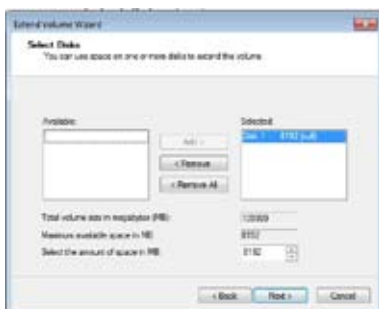 Extend Volume Wizard
Select Disks
You can use space on one or more disks to extend the volume.
Available:
Selected:
Disk 1 8192 MB
Add >
< Remove
< Remove All
Total volume size in megabytes (MB):
Maximum available space in MB:
8192
Select the amount of space in MB:
8192
< Back
Next >
Cancel